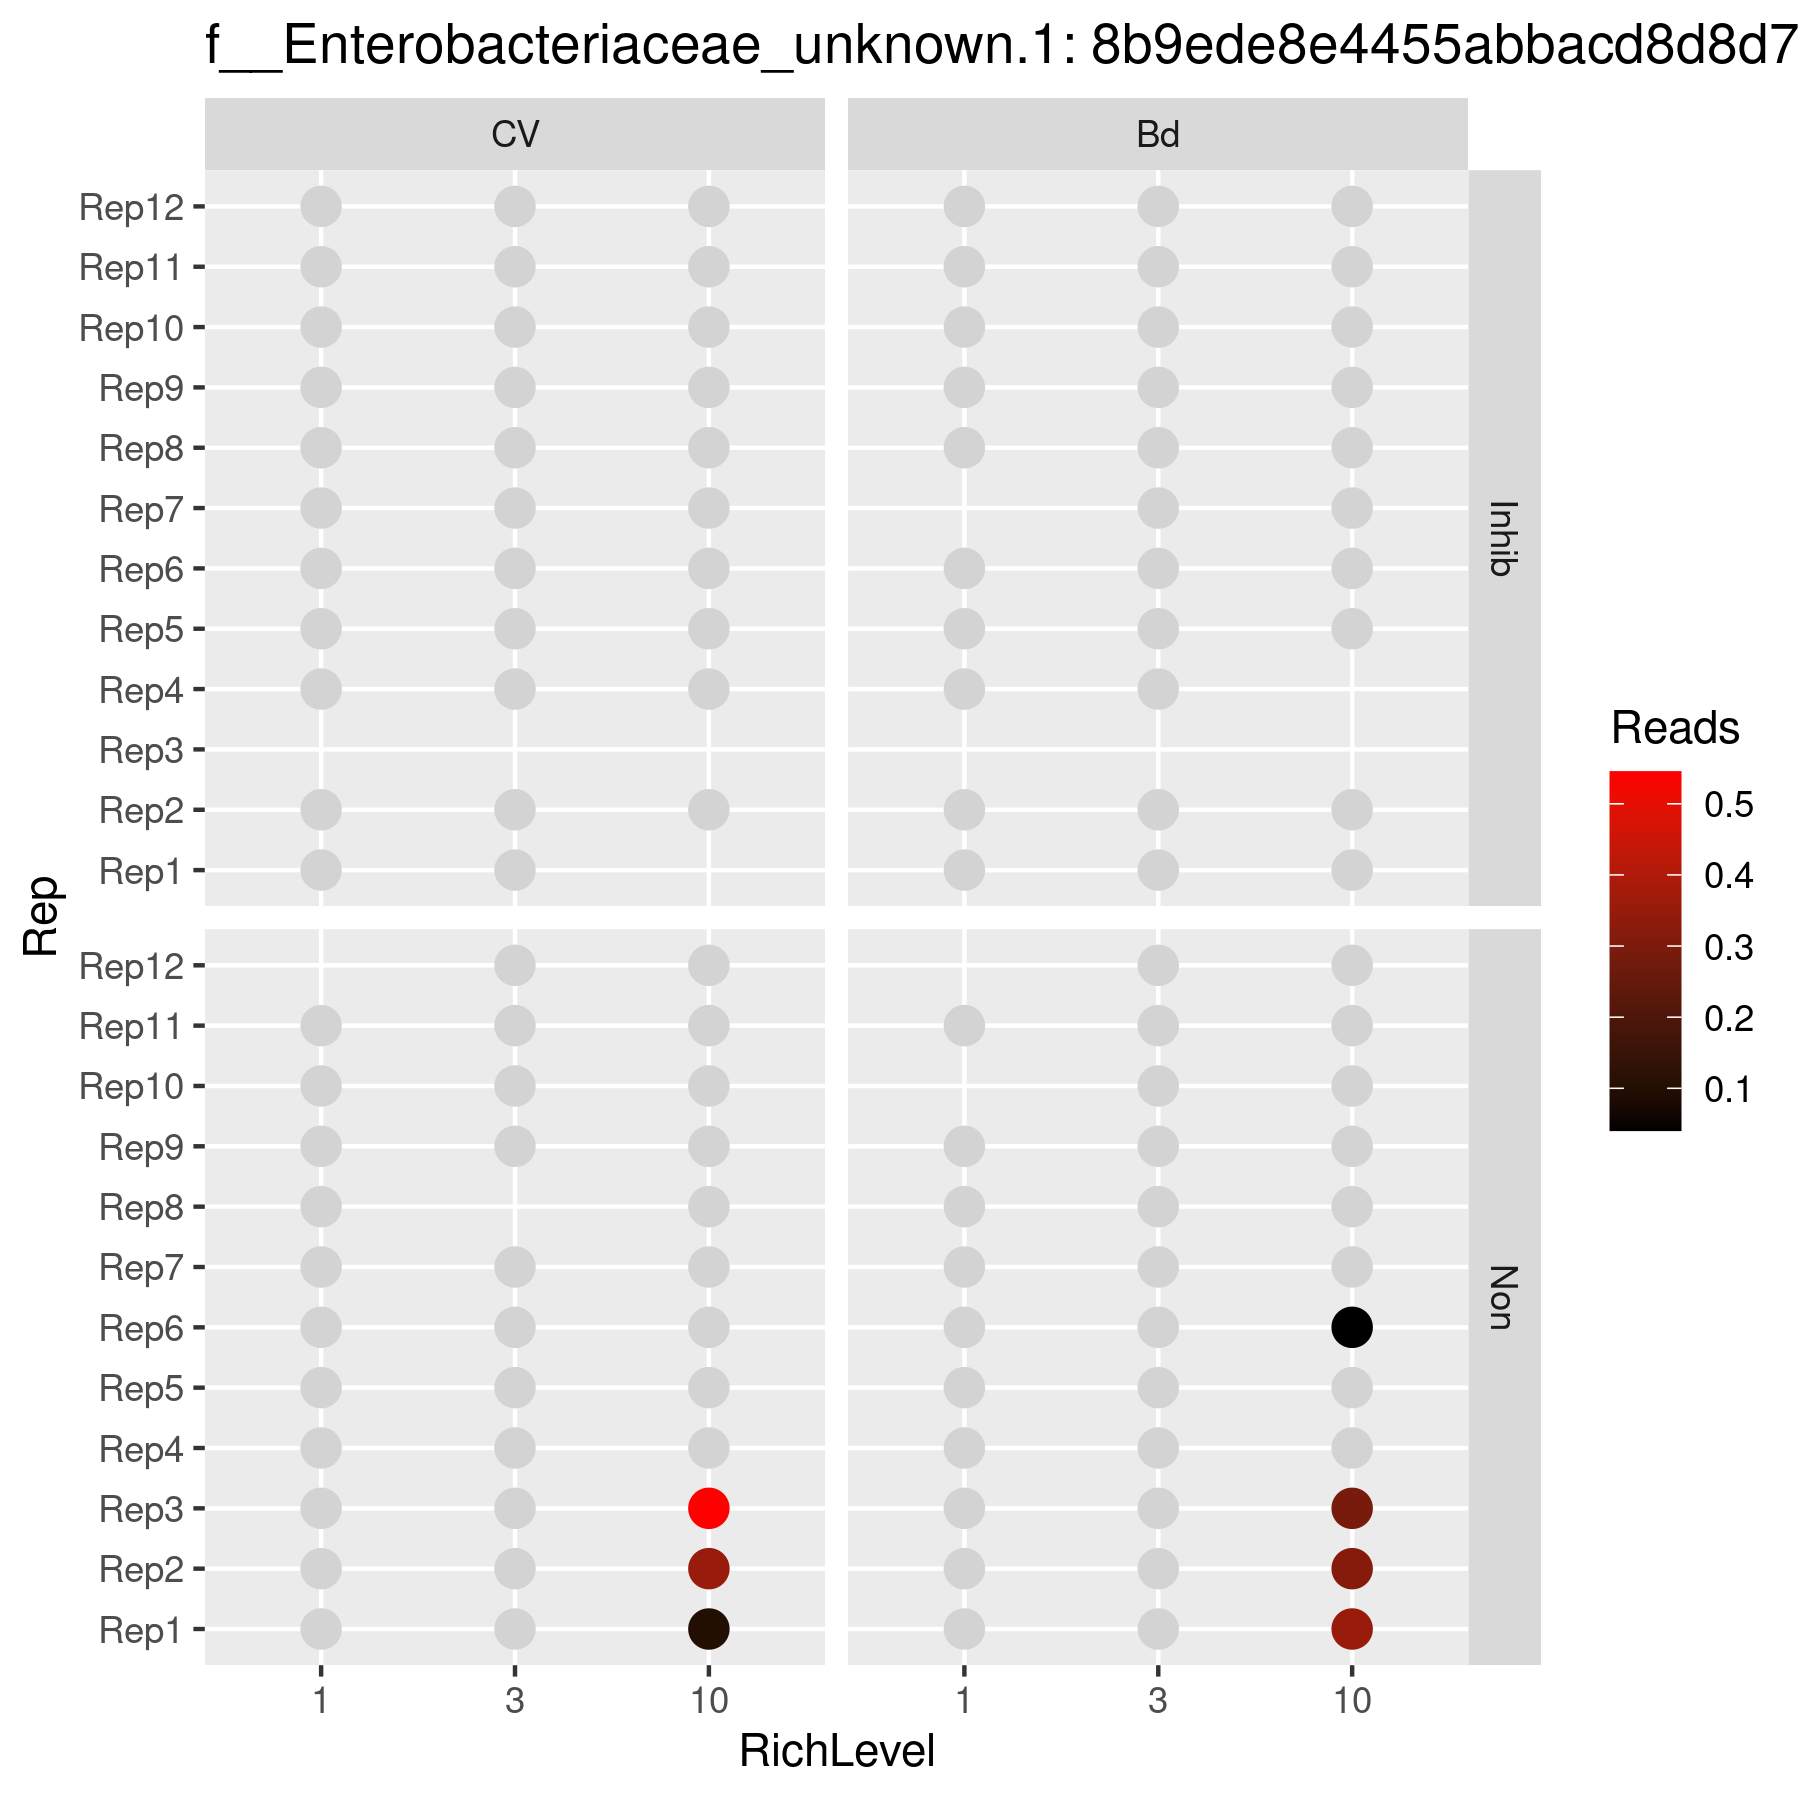 f__Enterobacteriaceae_unknown.1: 8b9ede8e4455abbacd8d8d7
CV
Bd
Rep12
Rep11
Rep10
Rep9
Rep8
Rep7
Rep6
Rep5
Rep4
Rep3
Rep2
Rep1
Inhib
Rep12
Rep11
Rep10
Rep9
Rep8
Rep7
Rep6
Rep5
Rep4
Rep3
Rep2
Rep1
Non
Rep
1 3 10
1 3 10
RichLevel
Reads
0.5
0.4
0.3
0.2
0.1